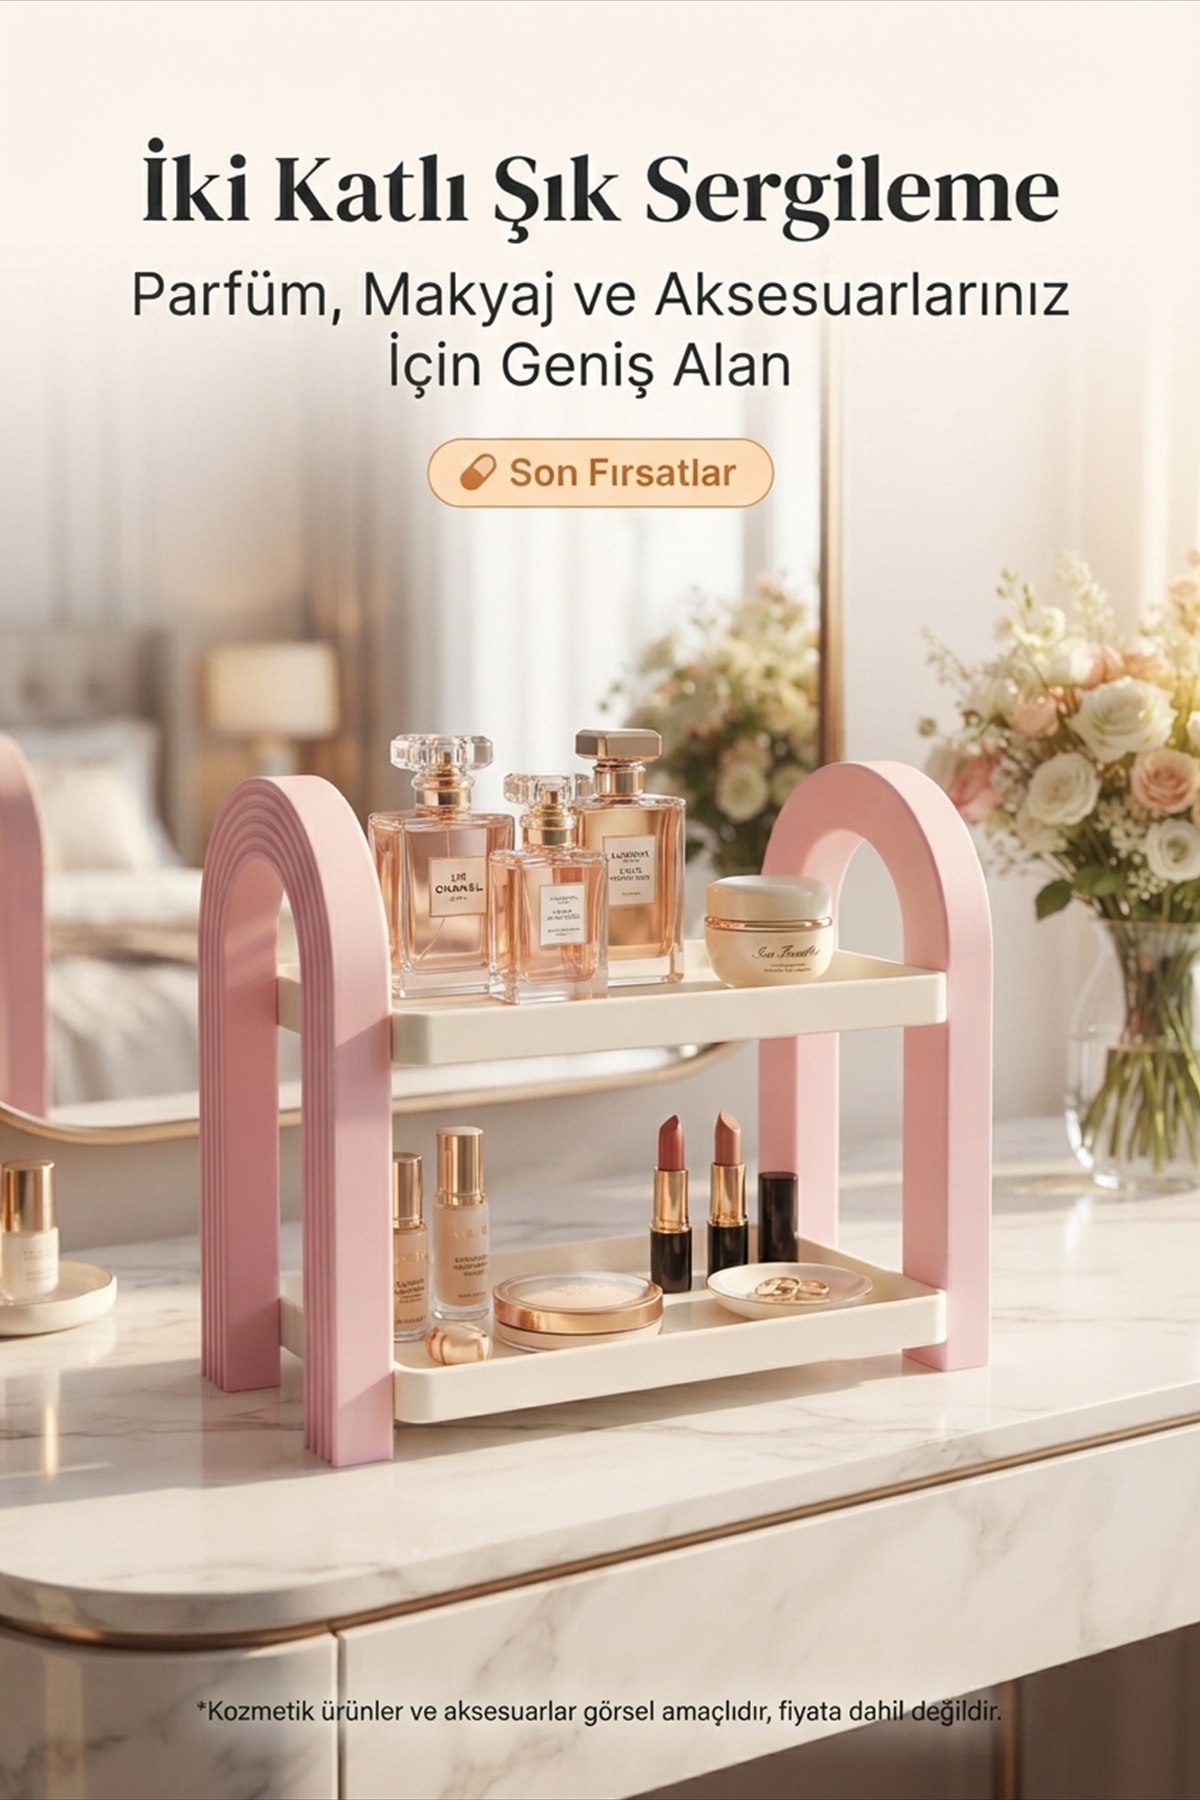 İki Katlı Şık Sergileme
Parfüm, Makyaj ve Aksesuarlarınız
İçin Geniş Alan
Son Fırsatlar
*Kozmetik ürünler ve aksesuarlar görsel amaçlıdır, fiyata dahil değildir.